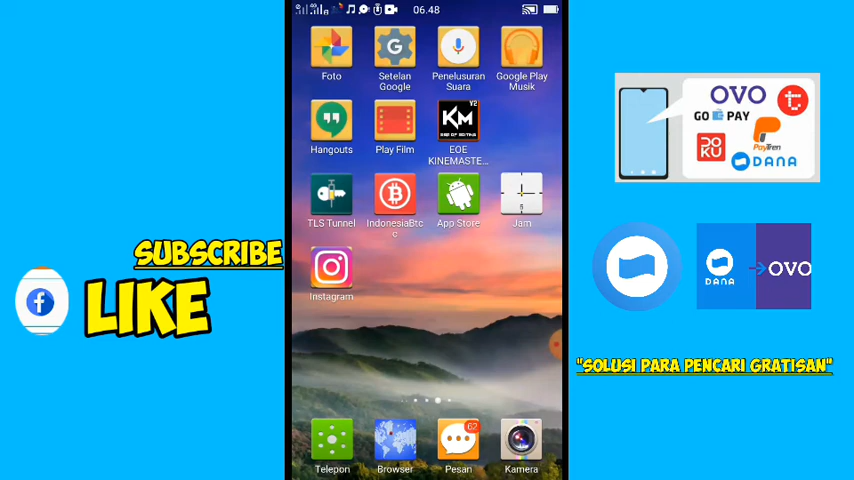 06.48
Foto
Setelan
Google
Penelusuran
Suara
Google Play
Musik
Hangouts
Play Film
KM
V2
EOE
KINEMASTE...
TLS Tunnel
IndonesiaBtc
c
App Store
Jam
Instagram
62
Telepon
Browser
Pesan
Kamera
SUBSCRIBE
LIKE
OVO
GO PAY
DOKU
PayTren
DANA
DANA
OVO
"SOLUSI PARA PENCARI GRATISAN"